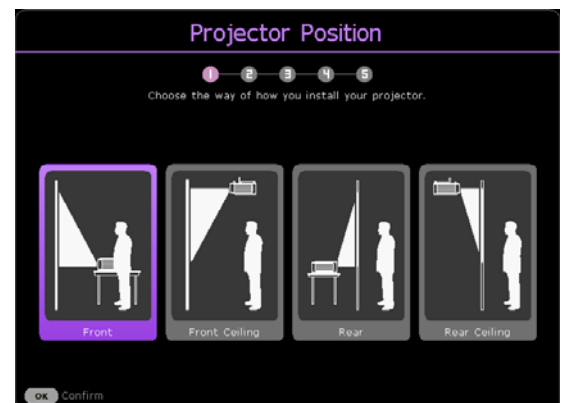 Projector Position
1 2 3 4 5
Choose the way of how you install your projector.
Front Front Ceiling Rear Rear Ceiling
OK Confirm